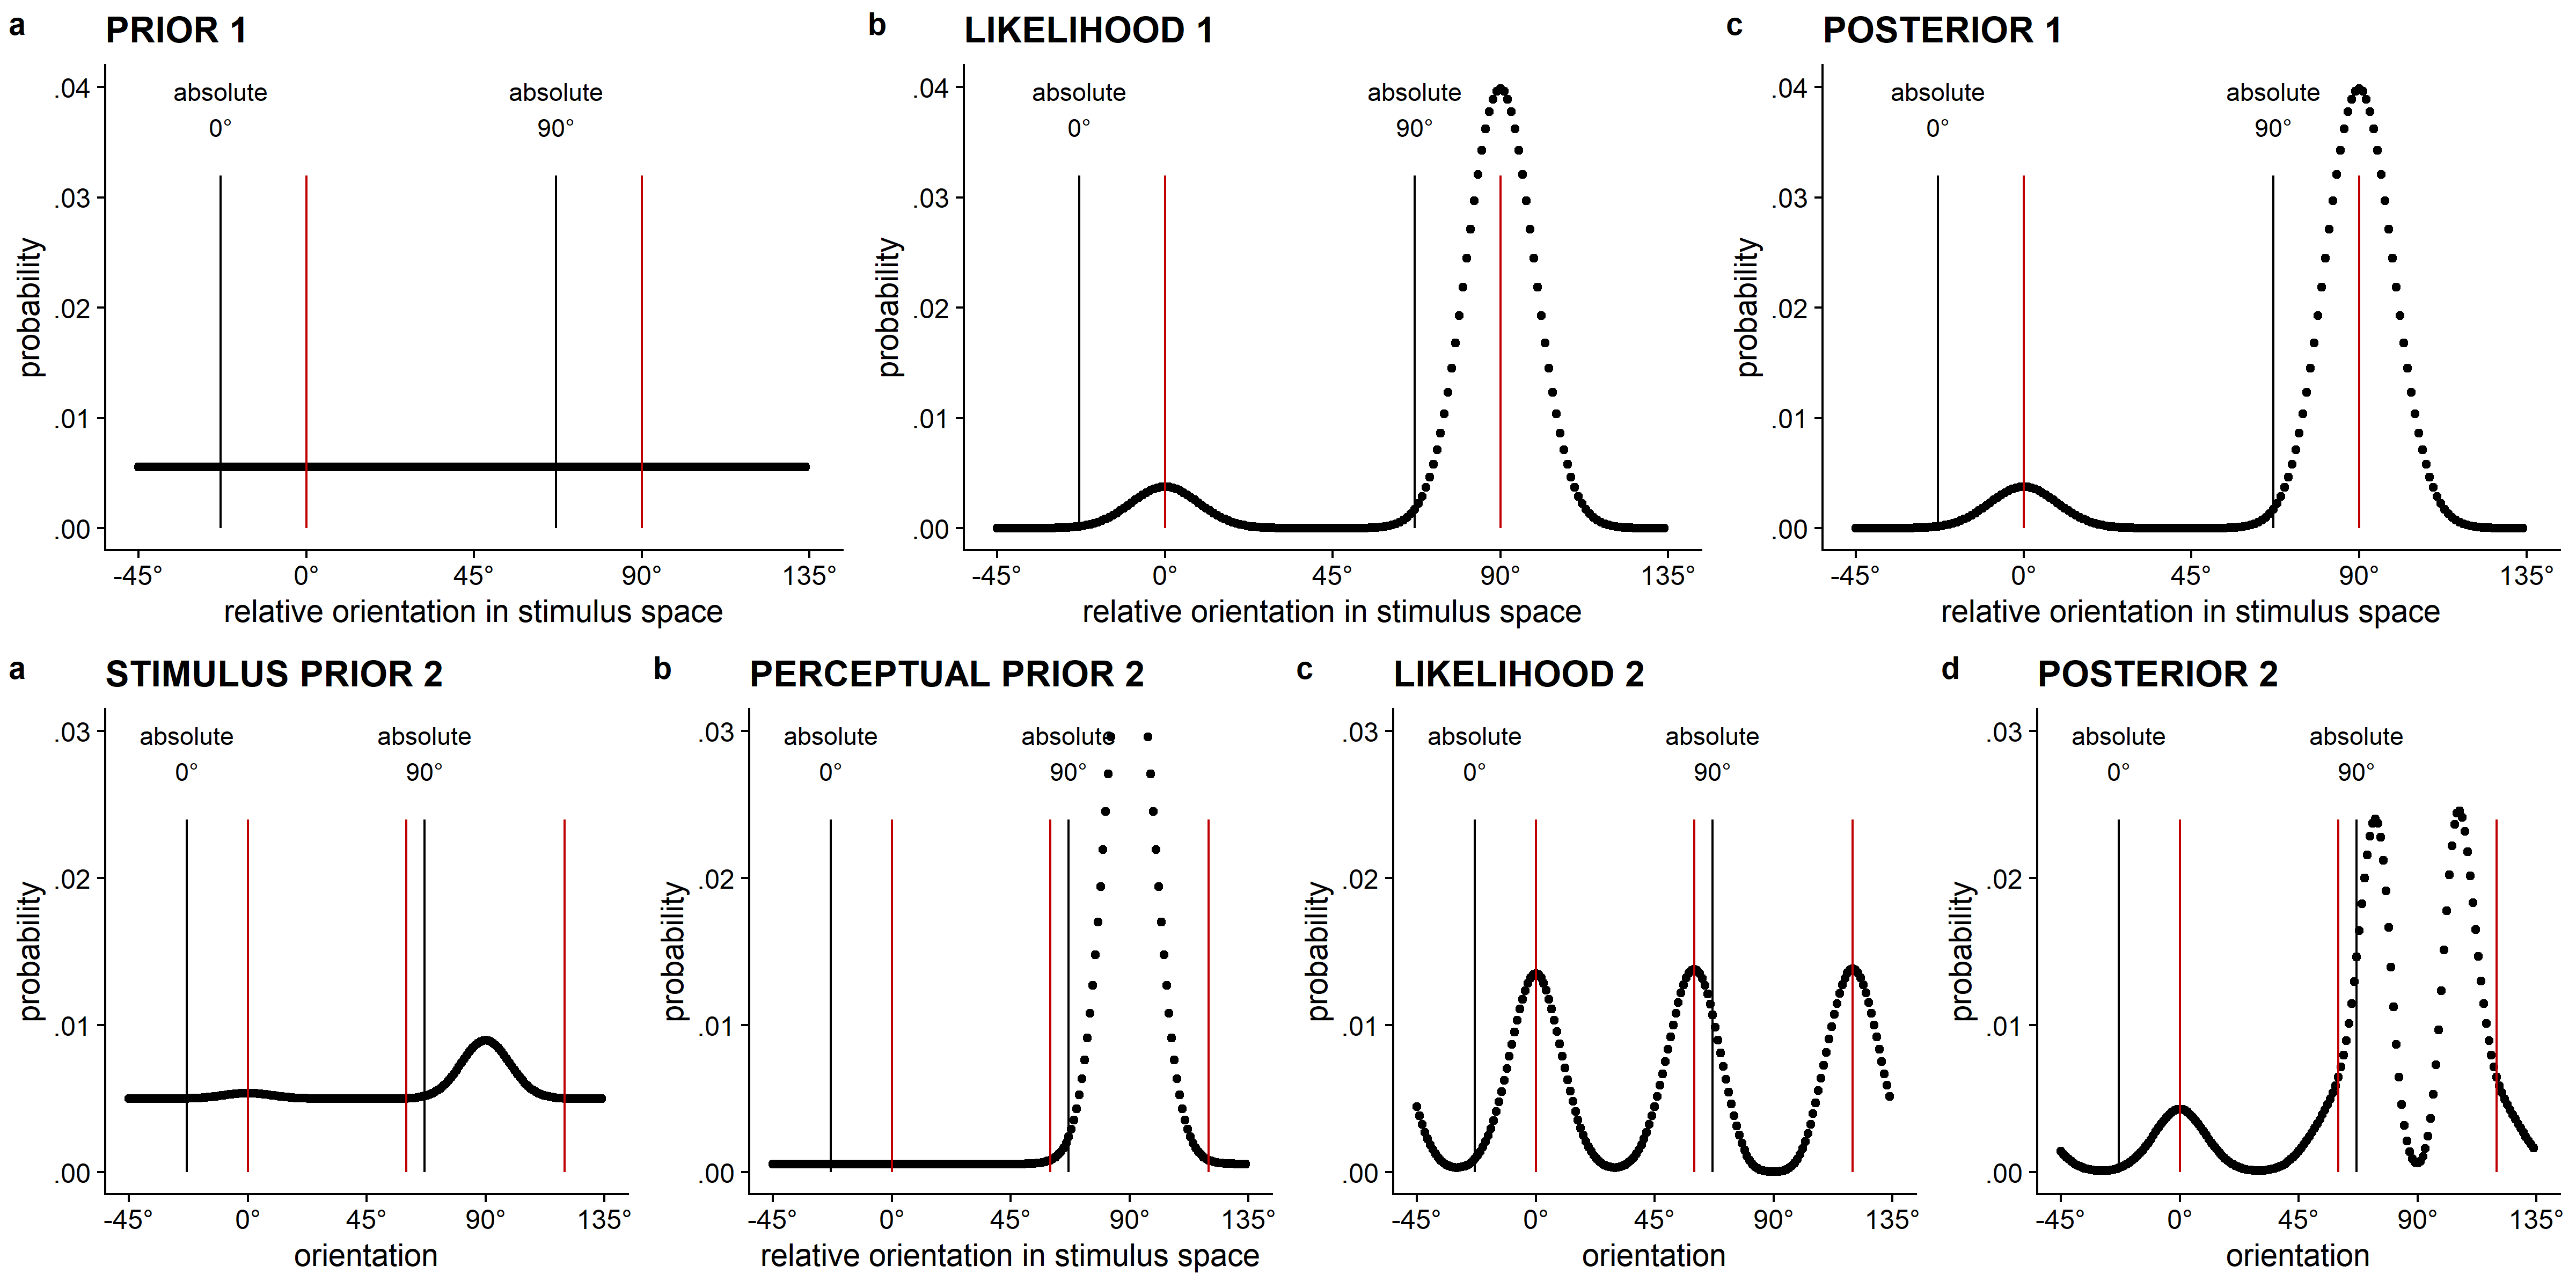 a PRIOR 1
absolute 0°
absolute 90°
.04
.03
.02
.01
.00
probability
-45° 0° 45° 90° 135°
relative orientation in stimulus space
b LIKELIHOOD 1
absolute 0°
absolute 90°
.04
.03
.02
.01
.00
probability
-45° 0° 45° 90° 135°
relative orientation in stimulus space
c POSTERIOR 1
absolute 0°
absolute 90°
.04
.03
.02
.01
.00
probability
-45° 0° 45° 90° 135°
relative orientation in stimulus space
a STIMULUS PRIOR 2
absolute 0°
absolute 90°
.03
.02
.01
.00
probability
-45° 0° 45° 90° 135°
orientation
b PERCEPTUAL PRIOR 2
absolute 0°
absolute 90°
.03
.02
.01
.00
probability
-45° 0° 45° 90° 135°
relative orientation in stimulus space
c LIKELIHOOD 2
absolute 0°
absolute 90°
.03
.02
.01
.00
probability
-45° 0° 45° 90° 135°
orientation
d POSTERIOR 2
absolute 0°
absolute 90°
.03
.02
.01
.00
probability
-45° 0° 45° 90° 135°
orientation